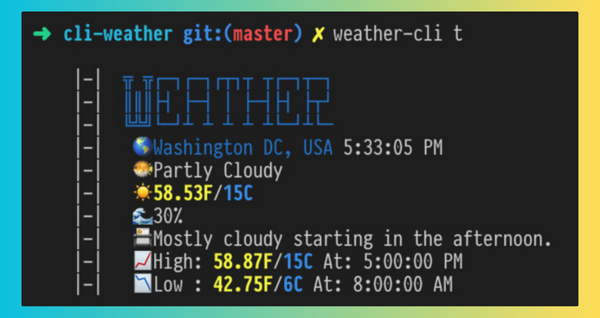 ➜ cli-weather git:(master) ✗ weather-cli t
|-|
|-| WEATHER
|-|
|-| Washington DC, USA 5:33:05 PM
|-| Partly Cloudy
|-| 58.53F/15C
|-| 30%
|-| Mostly cloudy starting in the afternoon.
|-| High: 58.87F/15C At: 5:00:00 PM
|-| Low : 42.75F/6C At: 8:00:00 AM